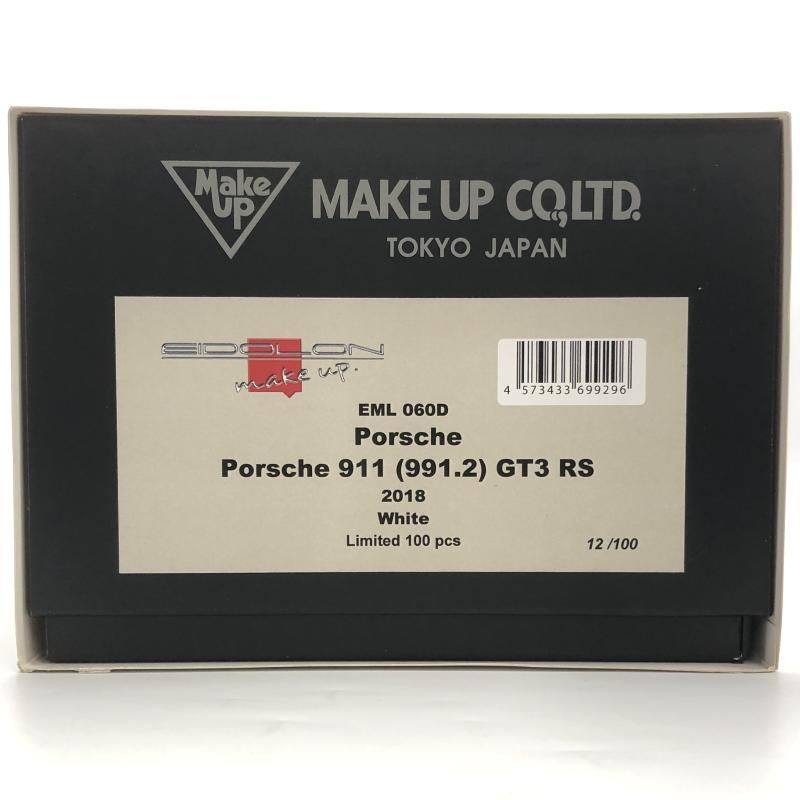 Make
up
MAKE UP CO.,LTD.
TOKYO JAPAN
EIDOLON
make up.
4 573433 699296
EML 060D
Porsche
Porsche 911 (991.2) GT3 RS
2018
White
Limited 100 pcs
12 /100